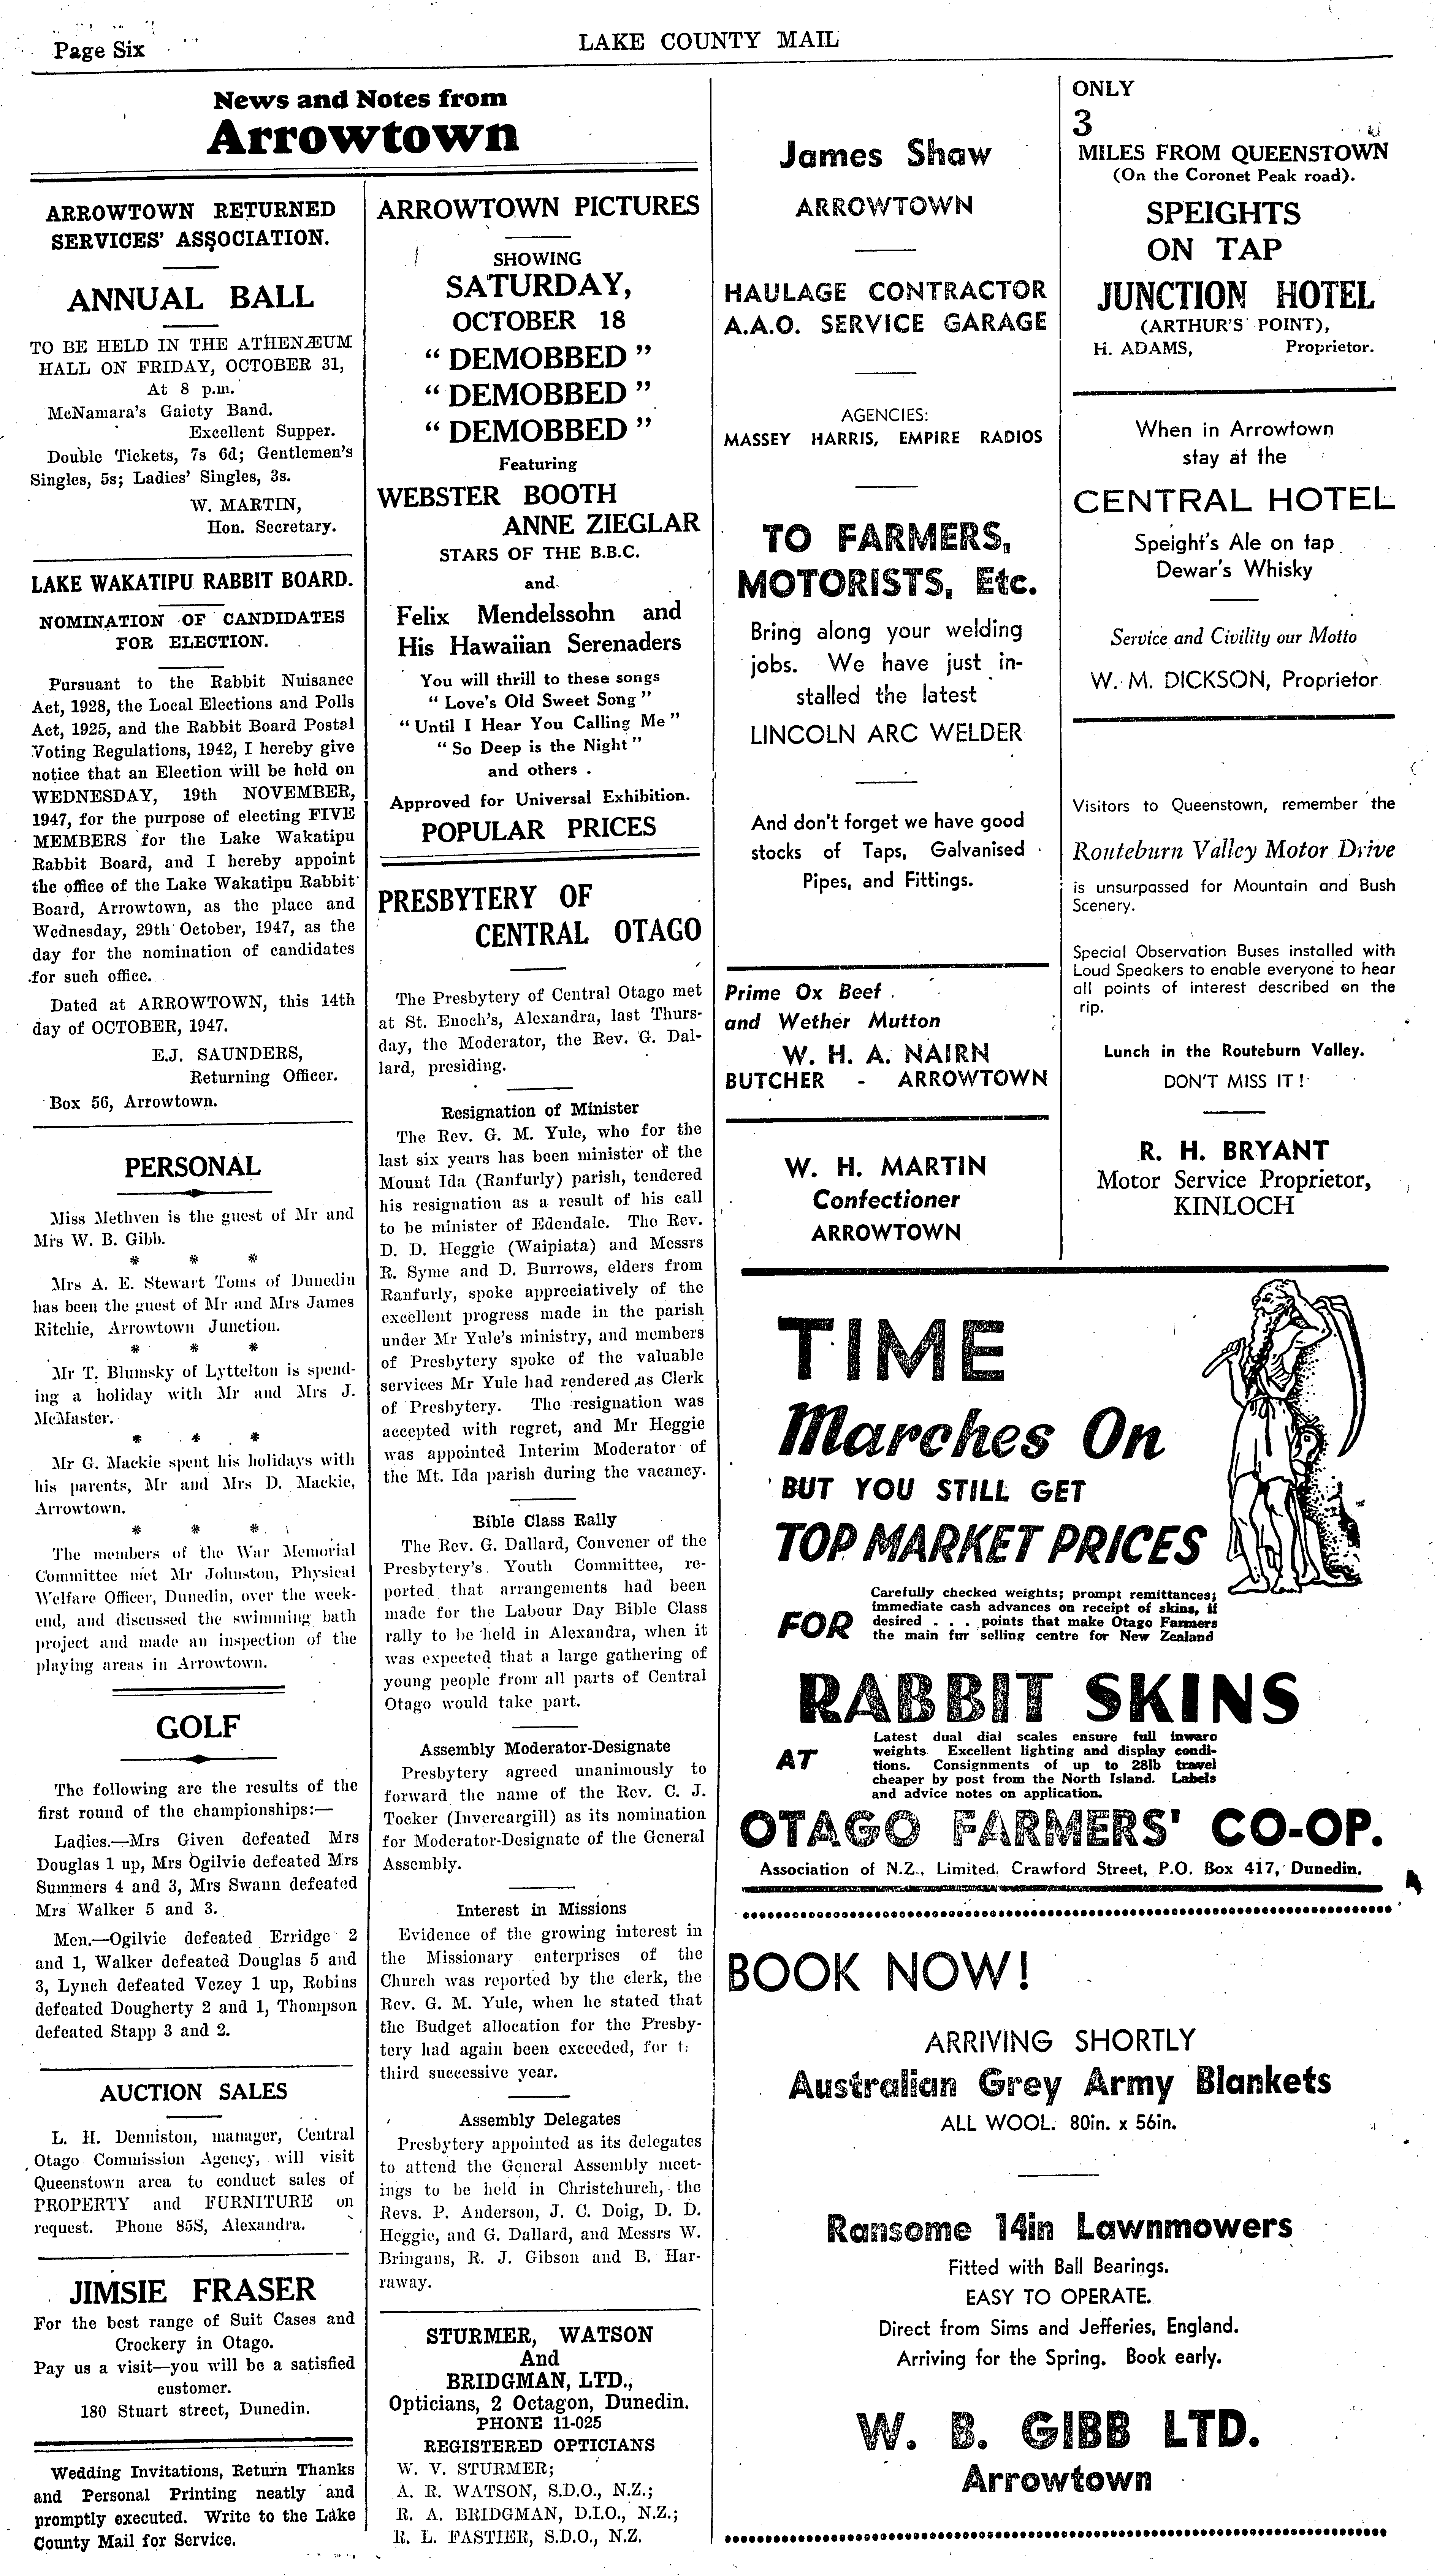 Page Six
LAKE COUNTY MAIL
News and Notes from
Arrowtown
ARROWTOWN RETURNED
SERVICES' ASSOCIATION.
ANNUAL BALL
TO BE HELD IN THE ATHENÆUM
HALL ON FRIDAY, OCTOBER 31,
At 8 p.m.
McNamara's Gaiety Band.
Excellent Supper.
Double Tickets, 7s 6d; Gentlemen's
Singles, 5s; Ladies' Singles, 3s.
W. MARTIN,
Hon. Secretary.
LAKE WAKATIPU RABBIT BOARD.
NOMINATION OF CANDIDATES
FOR ELECTION.
Pursuant to the Rabbit Nuisance
Act, 1928, the Local Elections and Polls
Act, 1925, and the Rabbit Board Postal
Voting Regulations, 1942, I hereby give
notice that an Election will be held on
WEDNESDAY, 19th NOVEMBER,
1947, for the purpose of electing FIVE
MEMBERS for the Lake Wakatipu
Rabbit Board, and I hereby appoint
the office of the Lake Wakatipu Rabbit
Board, Arrowtown, as the place and
Wednesday, 29th October, 1947, as the
day for the nomination of candidates
for such office.
Dated at ARROWTOWN, this 14th
day of OCTOBER, 1947.
E.J. SAUNDERS,
Returning Officer.
Box 56, Arrowtown.
PERSONAL
Miss Methven is the guest of Mr and
Mrs W. B. Gibb.
* * *
Mrs A. E. Stewart Toms of Dunedin
has been the guest of Mr and Mrs James
Ritchie, Arrowtown Junction.
* * *
Mr T. Blumsky of Lyttelton is spend-
ing a holiday with Mr and Mrs J.
McMaster.
* * *
Mr G. Mackie spent his holidays with
his parents, Mr and Mrs D. Mackie,
Arrowtown.
* * *
The members of the War Memorial
Committee met Mr Johnston, Physical
Welfare Officer, Dunedin, over the week-
end, and discussed the swimming bath
project and made an inspection of the
playing areas in Arrowtown.
GOLF
The following are the results of the
first round of the championships:—
Ladies.—Mrs Given defeated Mrs
Douglas 1 up, Mrs Ogilvie defeated Mrs
Summers 4 and 3, Mrs Swann defeated
Mrs Walker 5 and 3.
Men.—Ogilvie defeated Erridge 2
and 1, Walker defeated Douglas 5 and
3, Lynch defeated Vezey 1 up, Robins
defeated Dougherty 2 and 1, Thompson
defeated Stapp 3 and 2.
AUCTION SALES
L. H. Denniston, manager, Central
Otago Commission Agency, will visit
Queenstown area to conduct sales of
PROPERTY and FURNITURE on
request. Phone 85S, Alexandra.
JIMSIE FRASER
For the best range of Suit Cases and
Crockery in Otago.
Pay us a visit—you will be a satisfied
customer.
180 Stuart street, Dunedin.
Wedding Invitations, Return Thanks
and Personal Printing neatly and
promptly executed. Write to the Lake
County Mail for Service.
ARROWTOWN PICTURES
SHOWING
SATURDAY,
OCTOBER 18
"DEMOBBED"
"DEMOBBED"
"DEMOBBED"
Featuring
WEBSTER BOOTH
ANNE ZIEGLAR
STARS OF THE B.B.C.
and
Felix Mendelssohn and
His Hawaiian Serenaders
You will thrill to these songs
"Love's Old Sweet Song"
"Until I Hear You Calling Me"
"So Deep is the Night"
and others.
Approved for Universal Exhibition.
POPULAR PRICES
PRESBYTERY OF
CENTRAL OTAGO
The Presbytery of Central Otago met
at St. Enoch's, Alexandra, last Thurs-
day, the Moderator, the Rev. G. Dal-
lard, presiding.
Resignation of Minister
The Rev. G. M. Yule, who for the
last six years has been minister of the
Mount Ida (Ranfurly) parish, tendered
his resignation as a result of his call
to be minister of Edendale. The Rev.
D. D. Heggie (Waipiata) and Messrs
R. Syme and D. Burrows, elders from
Ranfurly, spoke appreciatively of the
excellent progress made in the parish
under Mr Yule's ministry, and members
of Presbytery spoke of the valuable
services Mr Yule had rendered as Clerk
of Presbytery. The resignation was
accepted with regret, and Mr Heggie
was appointed Interim Moderator of
the Mt. Ida parish during the vacancy.
Bible Class Rally
The Rev. G. Dallard, Convener of the
Presbytery's Youth Committee, re-
ported that arrangements had been
made for the Labour Day Bible Class
rally to be held in Alexandra, when it
was expected that a large gathering of
young people from all parts of Central
Otago would take part.
Assembly Moderator-Designate
Presbytery agreed unanimously to
forward the name of the Rev. C. J.
Tocker (Invercargill) as its nomination
for Moderator-Designate of the General
Assembly.
Interest in Missions
Evidence of the growing interest in
the Missionary enterprises of the
Church was reported by the clerk, the
Rev. G. M. Yule, when he stated that
the Budget allocation for the Presby-
tery had again been exceeded, for
third successive year.
Assembly Delegates
Presbytery appointed as its delegates
to attend the General Assembly meet-
ings to be held in Christchurch, the
Revs. P. Anderson, J. C. Doig, D. D.
Heggie, and G. Dallard, and Messrs W.
Bringans, R. J. Gibson and B. Har-
raway.
STURMER, WATSON
And
BRIDGMAN, LTD.,
Opticians, 2 Octagon, Dunedin.
PHONE 11-025
REGISTERED OPTICIANS
W. V. STURMER;
A. R. WATSON, S.D.O., N.Z.;
R. A. BRIDGMAN, D.I.O., N.Z.;
R. L. FASTIER, S.D.O., N.Z.
James Shaw
ARROWTOWN
HAULAGE CONTRACTOR
A.A.O. SERVICE GARAGE
AGENCIES:
MASSEY HARRIS, EMPIRE RADIOS
TO FARMERS,
MOTORISTS, Etc.
Bring along your welding
jobs. We have just in-
stalled the latest
LINCOLN ARC WELDER
And don't forget we have good
stocks of Taps, Galvanised
Pipes, and Fittings.
Prime Ox Beef
and Wether Mutton
W. H. A. NAIRN
BUTCHER - ARROWTOWN
W. H. MARTIN
Confectioner
ARROWTOWN
ONLY
3
MILES FROM QUEENSTOWN
(On the Coronet Peak road).
SPEIGHTS
ON TAP
JUNCTION HOTEL
(ARTHUR'S POINT),
H. ADAMS, Proprietor.
When in Arrowtown
stay at the
CENTRAL HOTEL
Speight's Ale on tap
Dewar's Whisky
Service and Civility our Motto
W. M. DICKSON, Proprietor
Visitors to Queenstown, remember the
Routeburn Valley Motor Drive
is unsurpassed for Mountain and Bush
Scenery.
Special Observation Buses installed with
Loud Speakers to enable everyone to hear
all points of interest described on the
rip.
Lunch in the Routeburn Valley.
DON'T MISS IT!
R. H. BRYANT
Motor Service Proprietor,
KINLOCH
TIME
Marches On
BUT YOU STILL GET
TOP MARKET PRICES
FOR
Carefully checked weights; prompt remittances;
immediate cash advances on receipt of skins, if
desired . . . points that make Otago Farmers
the main fur selling centre for New Zealand
RABBIT SKINS
AT
Latest dual dial scales ensure full inward
weights Excellent lighting and display condi-
tions. Consignments of up to 28lb travel
cheaper by post from the North Island. Labels
and advice notes on application.
OTAGO FARMERS' CO-OP.
Association of N.Z., Limited, Crawford Street, P.O. Box 417, Dunedin.
BOOK NOW!
ARRIVING SHORTLY
Australian Grey Army Blankets
ALL WOOL. 80in. x 56in.
Ransome 14in Lawnmowers
Fitted with Ball Bearings.
EASY TO OPERATE.
Direct from Sims and Jefferies, England.
Arriving for the Spring. Book early.
W. B. GIBB LTD.
Arrowtown